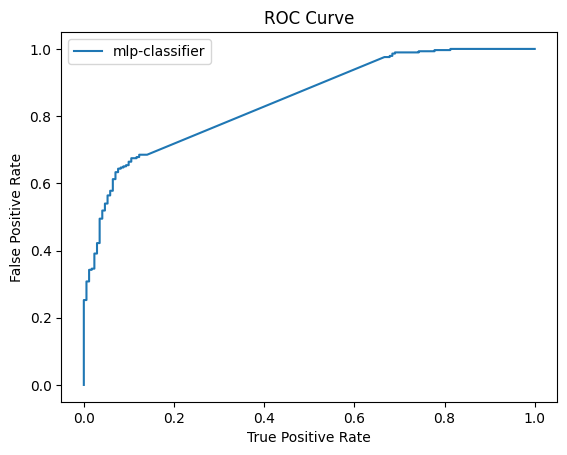 ROC Curve
mlp-classifier
1.0
0.8
0.6
0.4
0.2
0.0
False Positive Rate
0.0 0.2 0.4 0.6 0.8 1.0
True Positive Rate